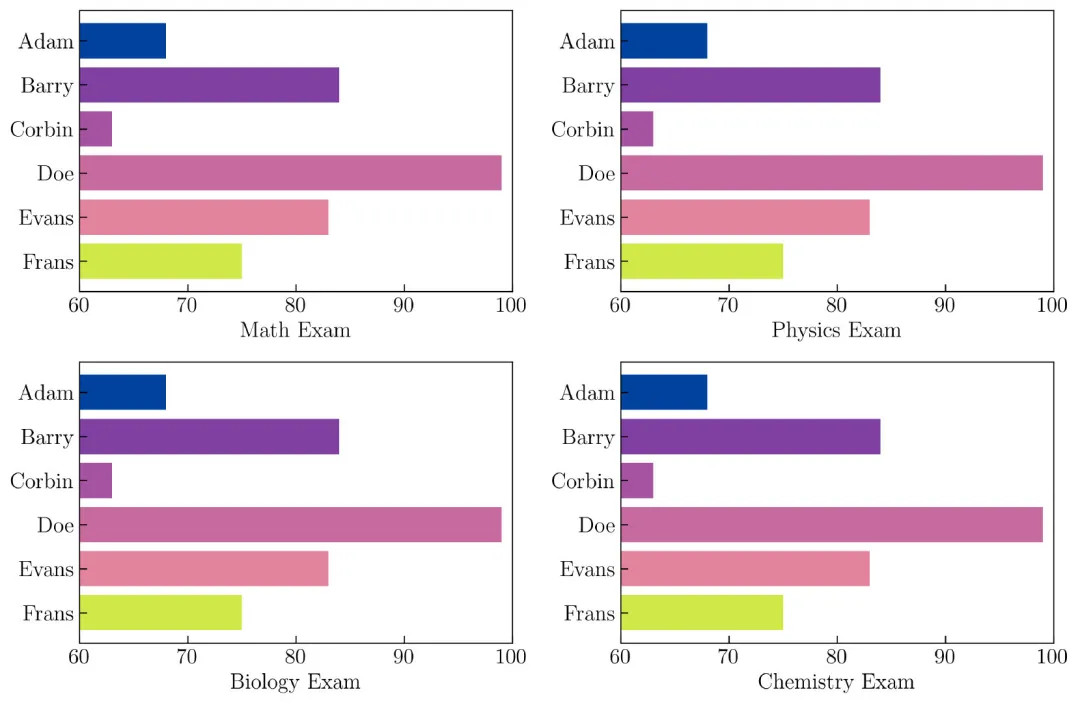 Adam
Barry
Corbin
Doe
Evans
Frans
60 70 80 90 100
Math Exam
Adam
Barry
Corbin
Doe
Evans
Frans
60 70 80 90 100
Physics Exam
Adam
Barry
Corbin
Doe
Evans
Frans
60 70 80 90 100
Biology Exam
Adam
Barry
Corbin
Doe
Evans
Frans
60 70 80 90 100
Chemistry Exam